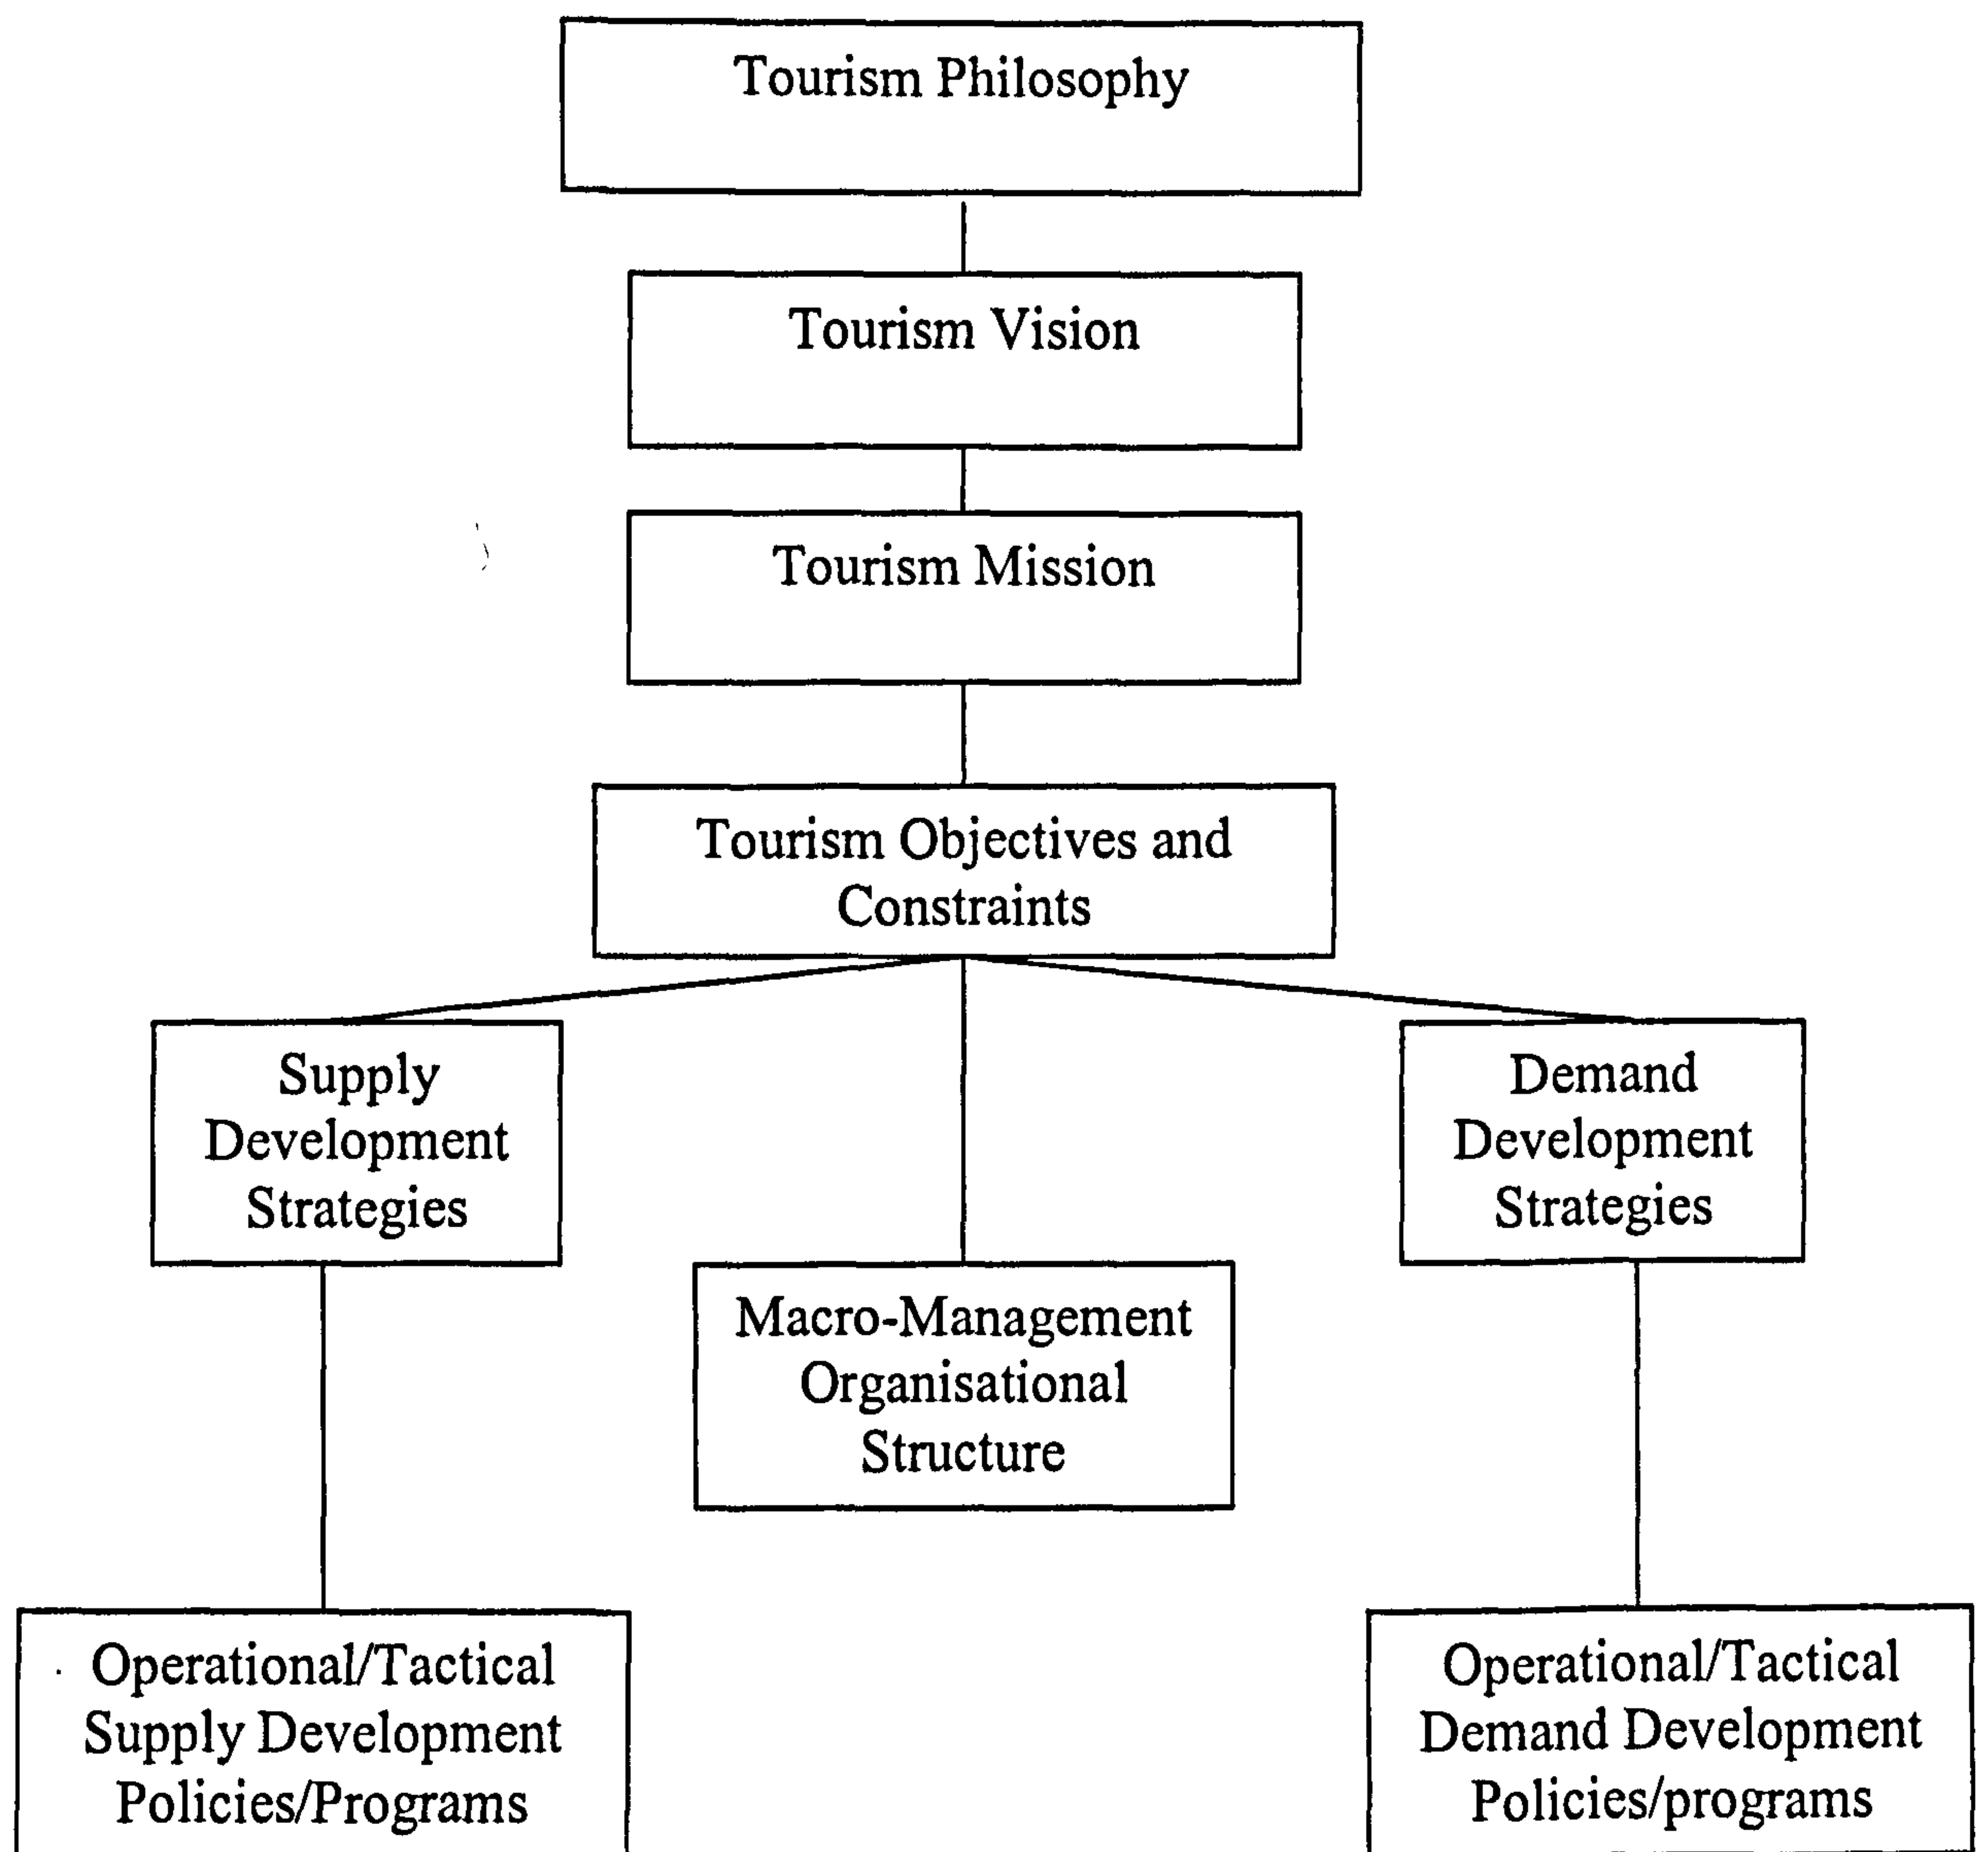 Tourism Philosophy
Tourism Vision
Tourism Mission
Tourism Objectives and
Constraints
Supply
Development
Strategies
Demand
Development
Strategies
Macro-Management
Organisational
Structure
Operational/Tactical
Supply Development
Policies/Programs
Operational/Tactical
Demand Development
Policies/programs